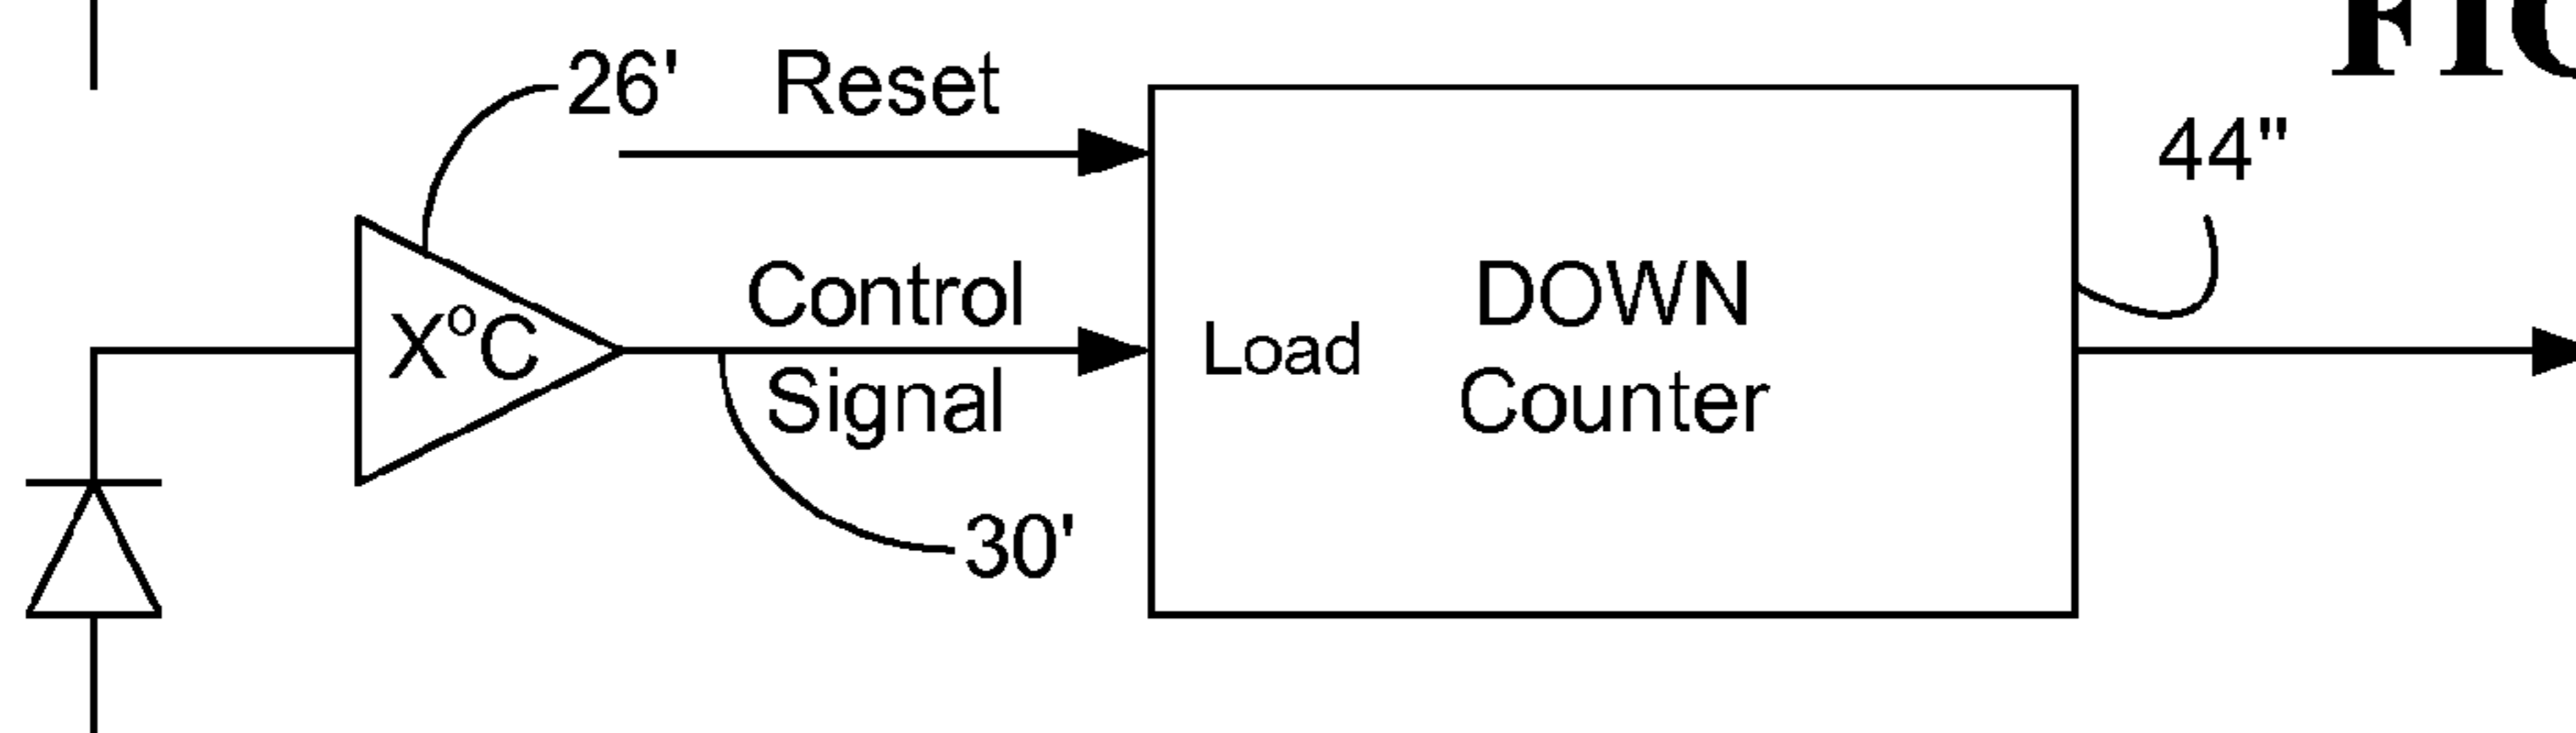 26'
Reset
44"
X°C
Control
Signal
Load
DOWN
Counter
30'